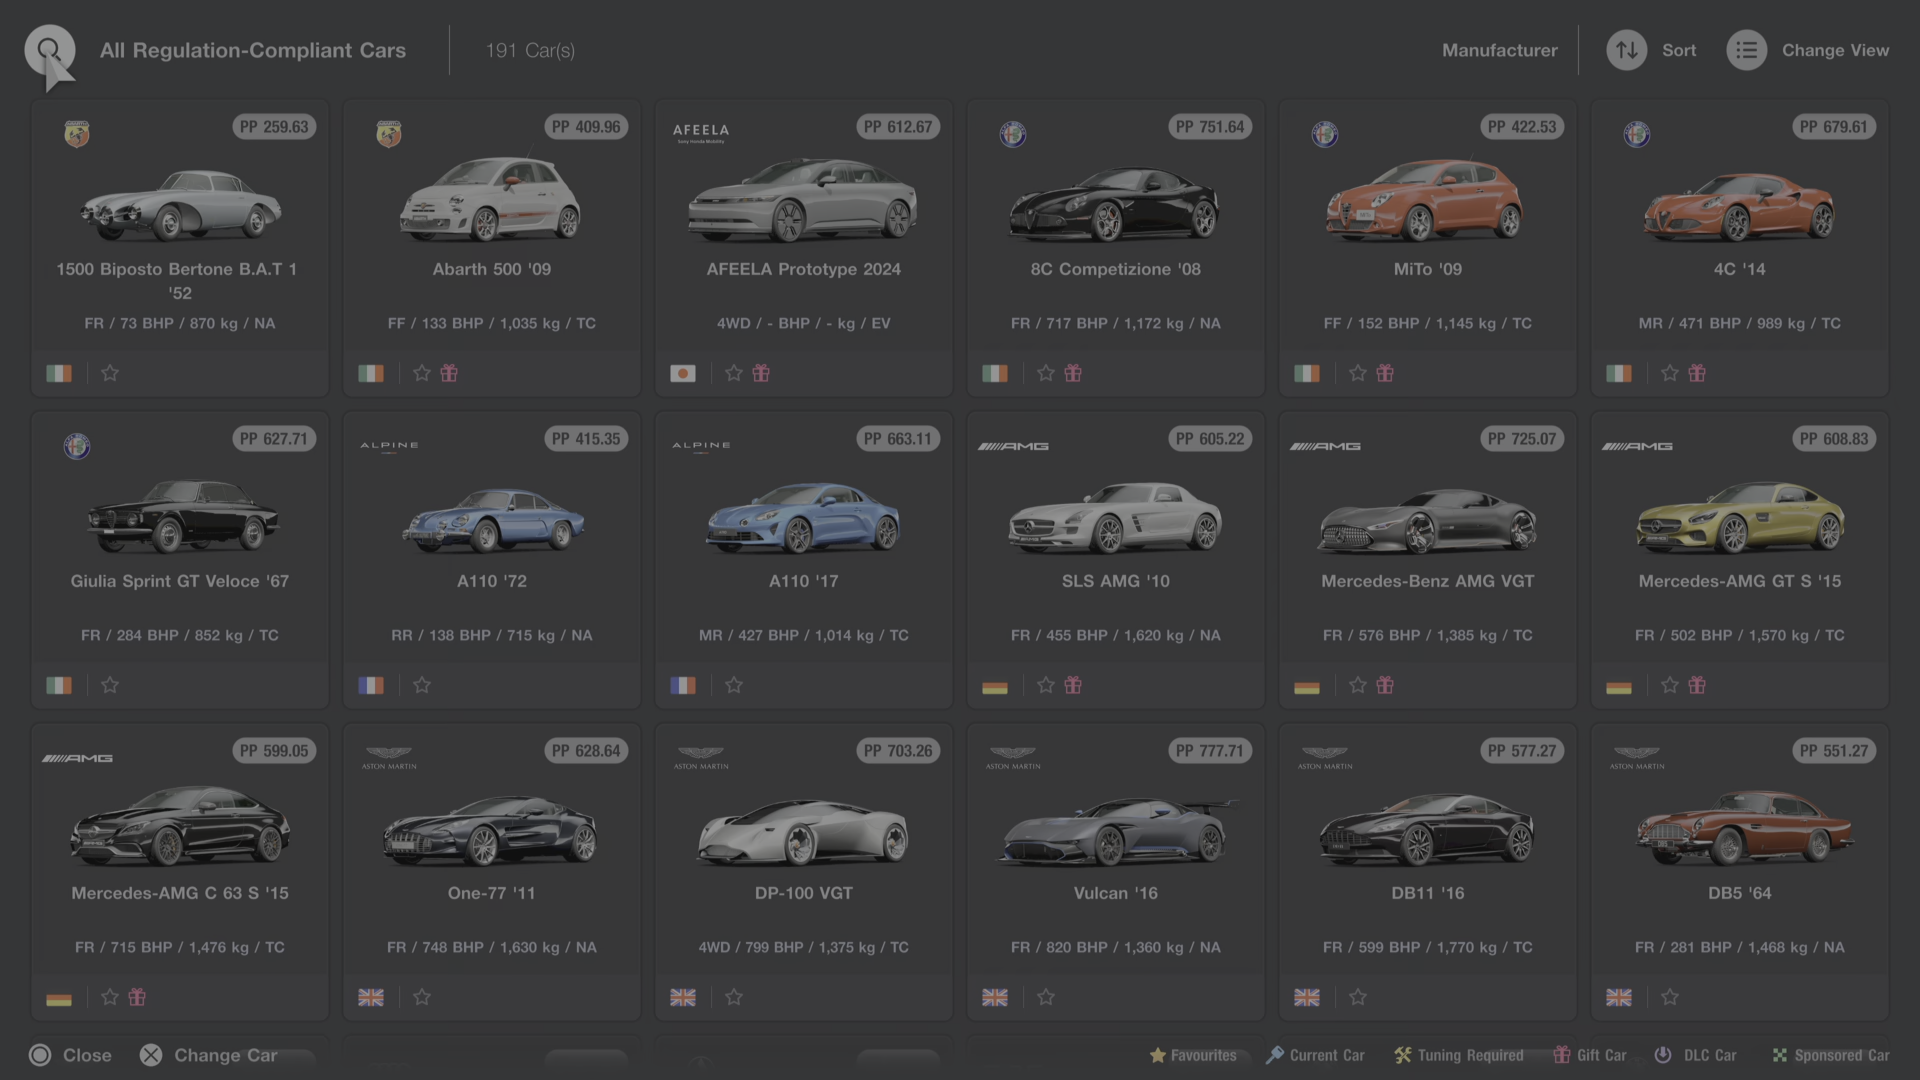 All Regulation-Compliant Cars
191 Car(s)
Manufacturer
Sort
Change View
PP 259.63
1500 Biposto Bertone B.A.T 1
'52
FR / 73 BHP / 870 kg / NA
PP 409.96
Abarth 500 '09
FF / 133 BHP / 1,035 kg / TC
AFEELA
Sony Honda Mobility
PP 612.67
AFEELA Prototype 2024
4WD / - BHP / - kg / EV
PP 751.64
8C Competizione '08
FR / 717 BHP / 1,172 kg / NA
PP 422.53
MiTo '09
FF / 152 BHP / 1,145 kg / TC
PP 679.61
4C '14
MR / 471 BHP / 989 kg / TC
PP 627.71
Giulia Sprint GT Veloce '67
FR / 284 BHP / 852 kg / TC
ALPINE
PP 415.35
A110 '72
RR / 138 BHP / 715 kg / NA
ALPINE
PP 663.11
A110 '17
MR / 427 BHP / 1,014 kg / TC
AMG
PP 605.22
SLS AMG '10
FR / 455 BHP / 1,620 kg / NA
AMG
PP 725.07
Mercedes-Benz AMG VGT
FR / 576 BHP / 1,385 kg / TC
AMG
PP 608.83
Mercedes-AMG GT S '15
FR / 502 BHP / 1,570 kg / TC
AMG
PP 599.05
Mercedes-AMG C 63 S '15
FR / 715 BHP / 1,476 kg / TC
ASTON MARTIN
PP 628.64
One-77 '11
FR / 748 BHP / 1,630 kg / NA
ASTON MARTIN
PP 703.26
DP-100 VGT
4WD / 799 BHP / 1,375 kg / TC
ASTON MARTIN
PP 777.71
Vulcan '16
FR / 820 BHP / 1,360 kg / NA
ASTON MARTIN
PP 577.27
DB11 '16
FR / 599 BHP / 1,770 kg / TC
ASTON MARTIN
PP 551.27
DB5 '64
FR / 281 BHP / 1,468 kg / NA
Close
Change Car
Favourites
Current Car
Tuning Required
Gift Car
DLC Car
Sponsored Car